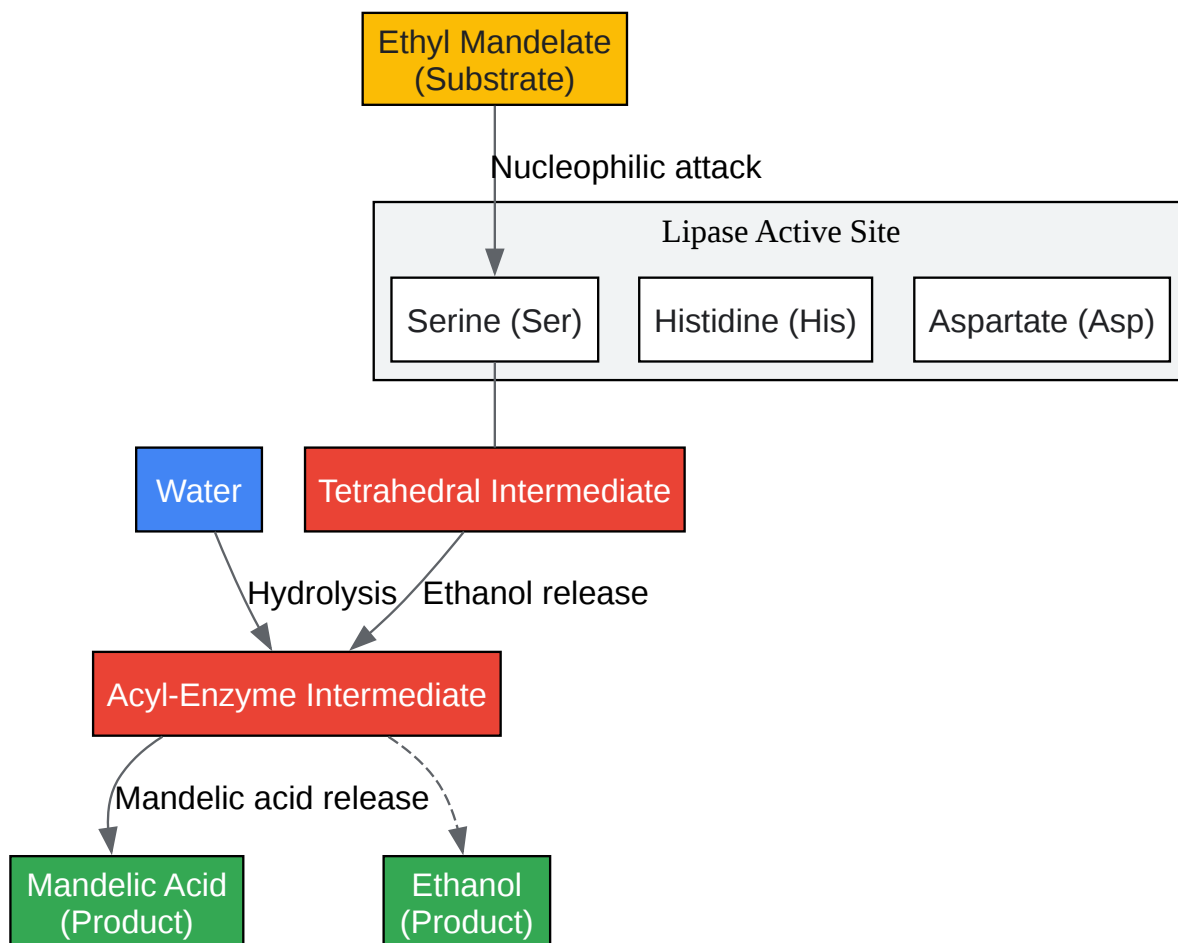 Ethyl Mandelate
(Substrate)
Nucleophilic attack
Lipase Active Site
Serine (Ser)
Histidine (His)
Aspartate (Asp)
Water
Tetrahedral Intermediate
Hydrolysis
Ethanol release
Acyl-Enzyme Intermediate
Mandelic acid release
Mandelic Acid
(Product)
Ethanol
(Product)